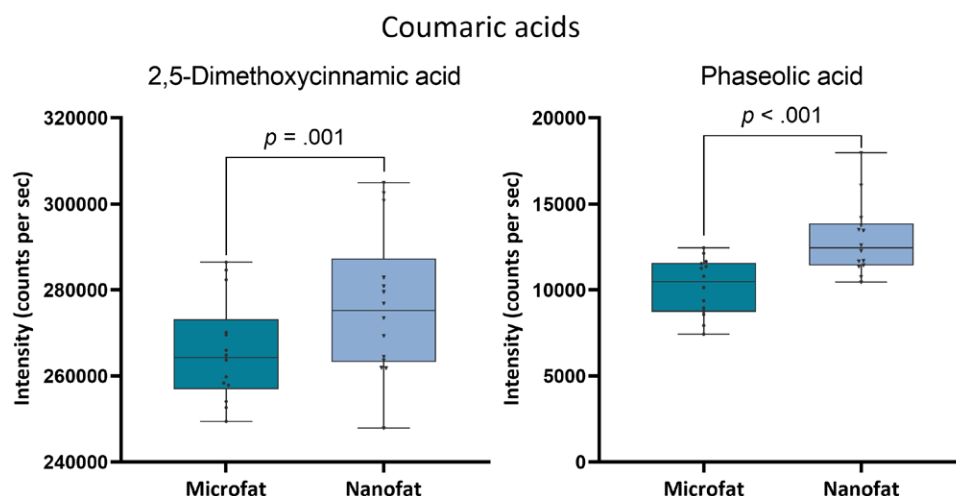 Coumaric acids
2,5-Dimethoxycinnamic acid
Intensity (counts per sec)
320000
300000
280000
260000
240000
p = .001
Microfat
Nanofat
Phaseolic acid
Intensity (counts per sec)
20000
15000
10000
5000
0
p < .001
Microfat
Nanofat